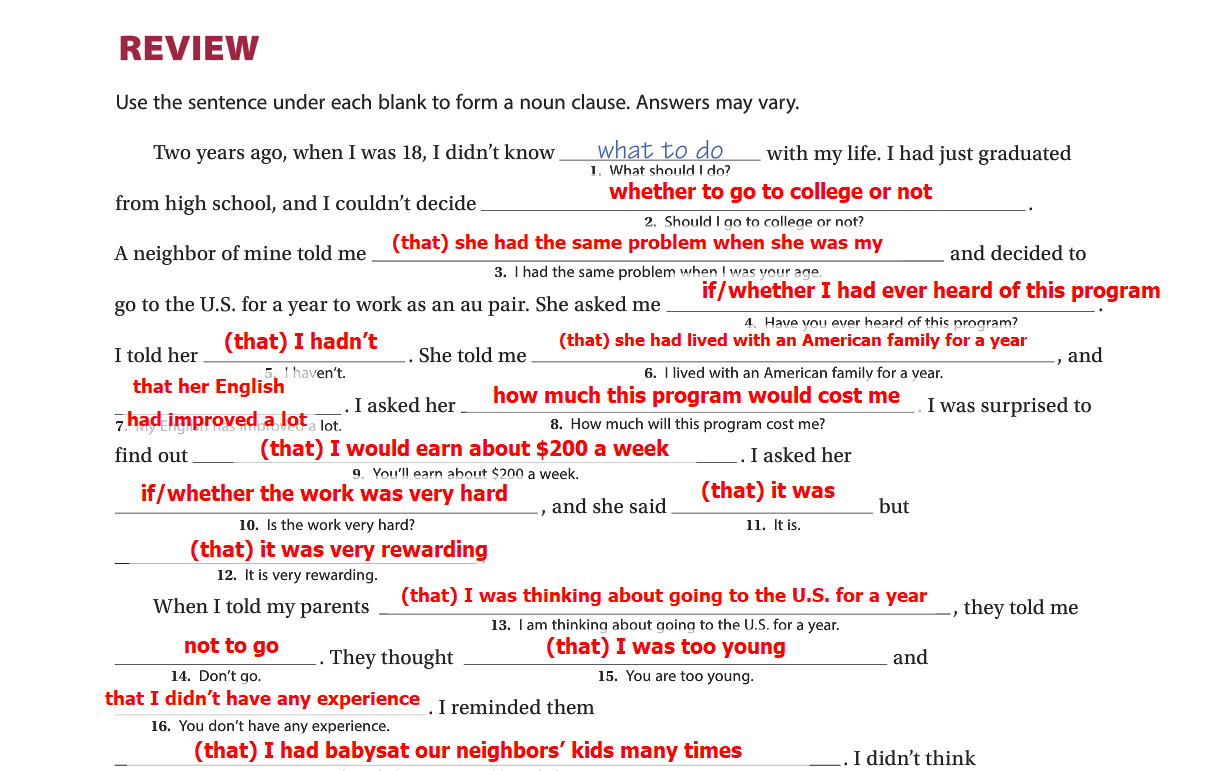 REVIEW
Use the sentence under each blank to form a noun clause. Answers may vary.
Two years ago, when I was 18, I didn't know what to do with my life. I had just graduated
1. What should I do?
whether to go to college or not
from high school, and I couldn't decide .
2. Should I go to college or not?
A neighbor of mine told me (that) she had the same problem when she was my and decided to
3. I had the same problem when I was your age.
go to the U.S. for a year to work as an au pair. She asked me if/whether I had ever heard of this program .
4. Have you ever heard of this program?
I told her (that) I hadn't . She told me (that) she had lived with an American family for a year , and
5. I haven't. 6. I lived with an American family for a year.
that her English
had improved a lot . I asked her how much this program would cost me . I was surprised to
7. My English has improved a lot. 8. How much will this program cost me?
find out (that) I would earn about $200 a week . I asked her
9. You'll earn about $200 a week.
if/whether the work was very hard , and she said (that) it was but
10. Is the work very hard? 11. It is.
(that) it was very rewarding
12. It is very rewarding.
When I told my parents (that) I was thinking about going to the U.S. for a year , they told me
13. I am thinking about going to the U.S. for a year.
not to go . They thought (that) I was too young and
14. Don't go. 15. You are too young.
that I didn't have any experience . I reminded them
16. You don't have any experience.
(that) I had babysat our neighbors' kids many times . I didn't think